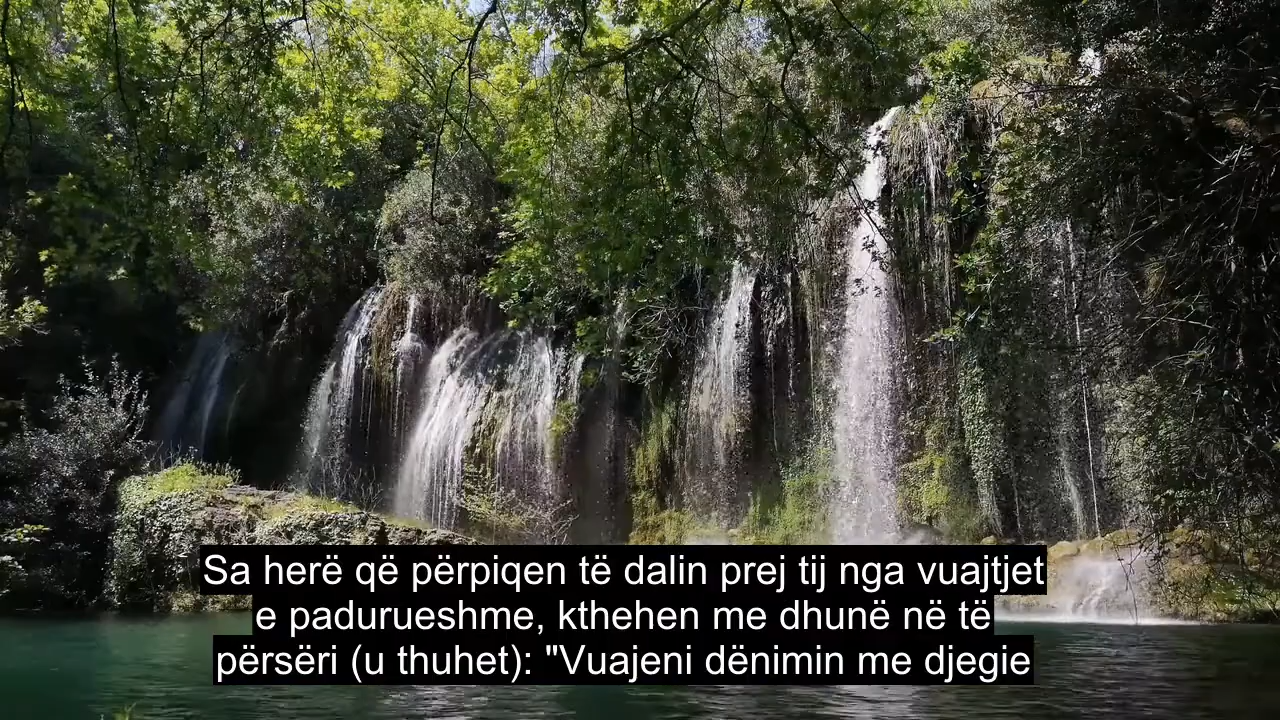 Sa herë që përpiqen të dalin prej tij nga vuajtjet
e padurueshme, kthehen me dhunë në të
përsëri (u thuhet): "Vuajeni dënimin me djegie